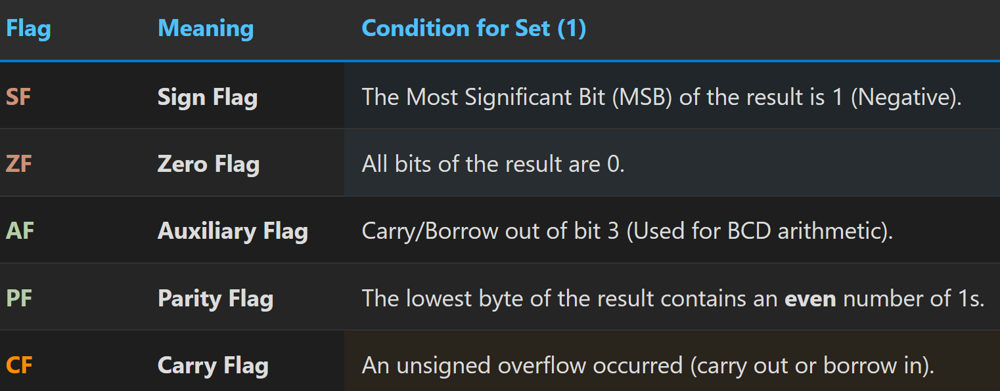 Flag Meaning Condition for Set (1)
SF Sign Flag The Most Significant Bit (MSB) of the result is 1 (Negative).
ZF Zero Flag All bits of the result are 0.
AF Auxiliary Flag Carry/Borrow out of bit 3 (Used for BCD arithmetic).
PF Parity Flag The lowest byte of the result contains an even number of 1s.
CF Carry Flag An unsigned overflow occurred (carry out or borrow in).